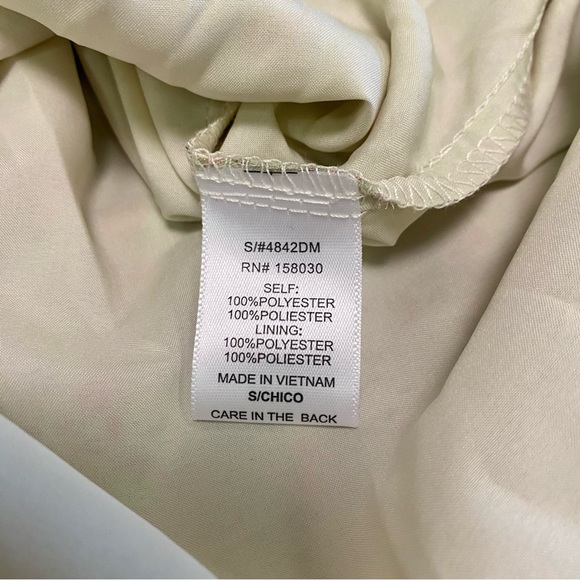 S/#4842DM
RN# 158030
SELF:
100%POLYESTER
100%POLIESTER
LINING:
100%POLYESTER
100%POLIESTER
MADE IN VIETNAM
S/CHICO
CARE IN THE BACK